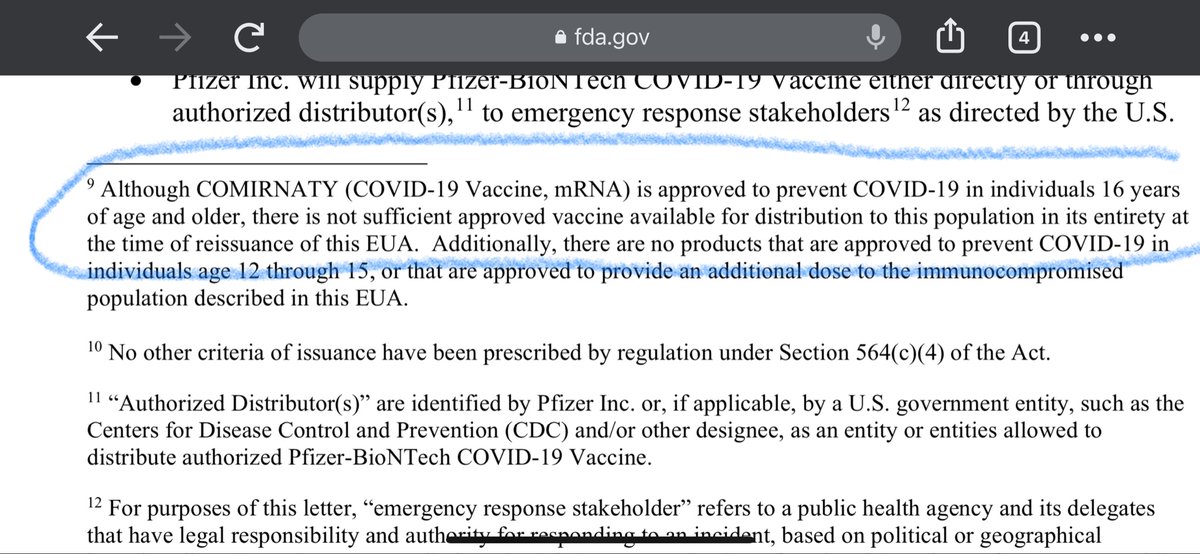 fda.gov
4
Pfizer Inc. will supply Pfizer-BioNTech COVID-19 Vaccine either directly or through
authorized distributor(s),11 to emergency response stakeholders12 as directed by the U.S.
9 Although COMIRNATY (COVID-19 Vaccine, mRNA) is approved to prevent COVID-19 in individuals 16 years
of age and older, there is not sufficient approved vaccine available for distribution to this population in its entirety at
the time of reissuance of this EUA. Additionally, there are no products that are approved to prevent COVID-19 in
individuals age 12 through 15, or that are approved to provide an additional dose to the immunocompromised
population described in this EUA.
10 No other criteria of issuance have been prescribed by regulation under Section 564(c)(4) of the Act.
11 “Authorized Distributor(s)” are identified by Pfizer Inc. or, if applicable, by a U.S. government entity, such as the
Centers for Disease Control and Prevention (CDC) and/or other designee, as an entity or entities allowed to
distribute authorized Pfizer-BioNTech COVID-19 Vaccine.
12 For purposes of this letter, “emergency response stakeholder” refers to a public health agency and its delegates
that have legal responsibility and authority for responding to an incident, based on political or geographical